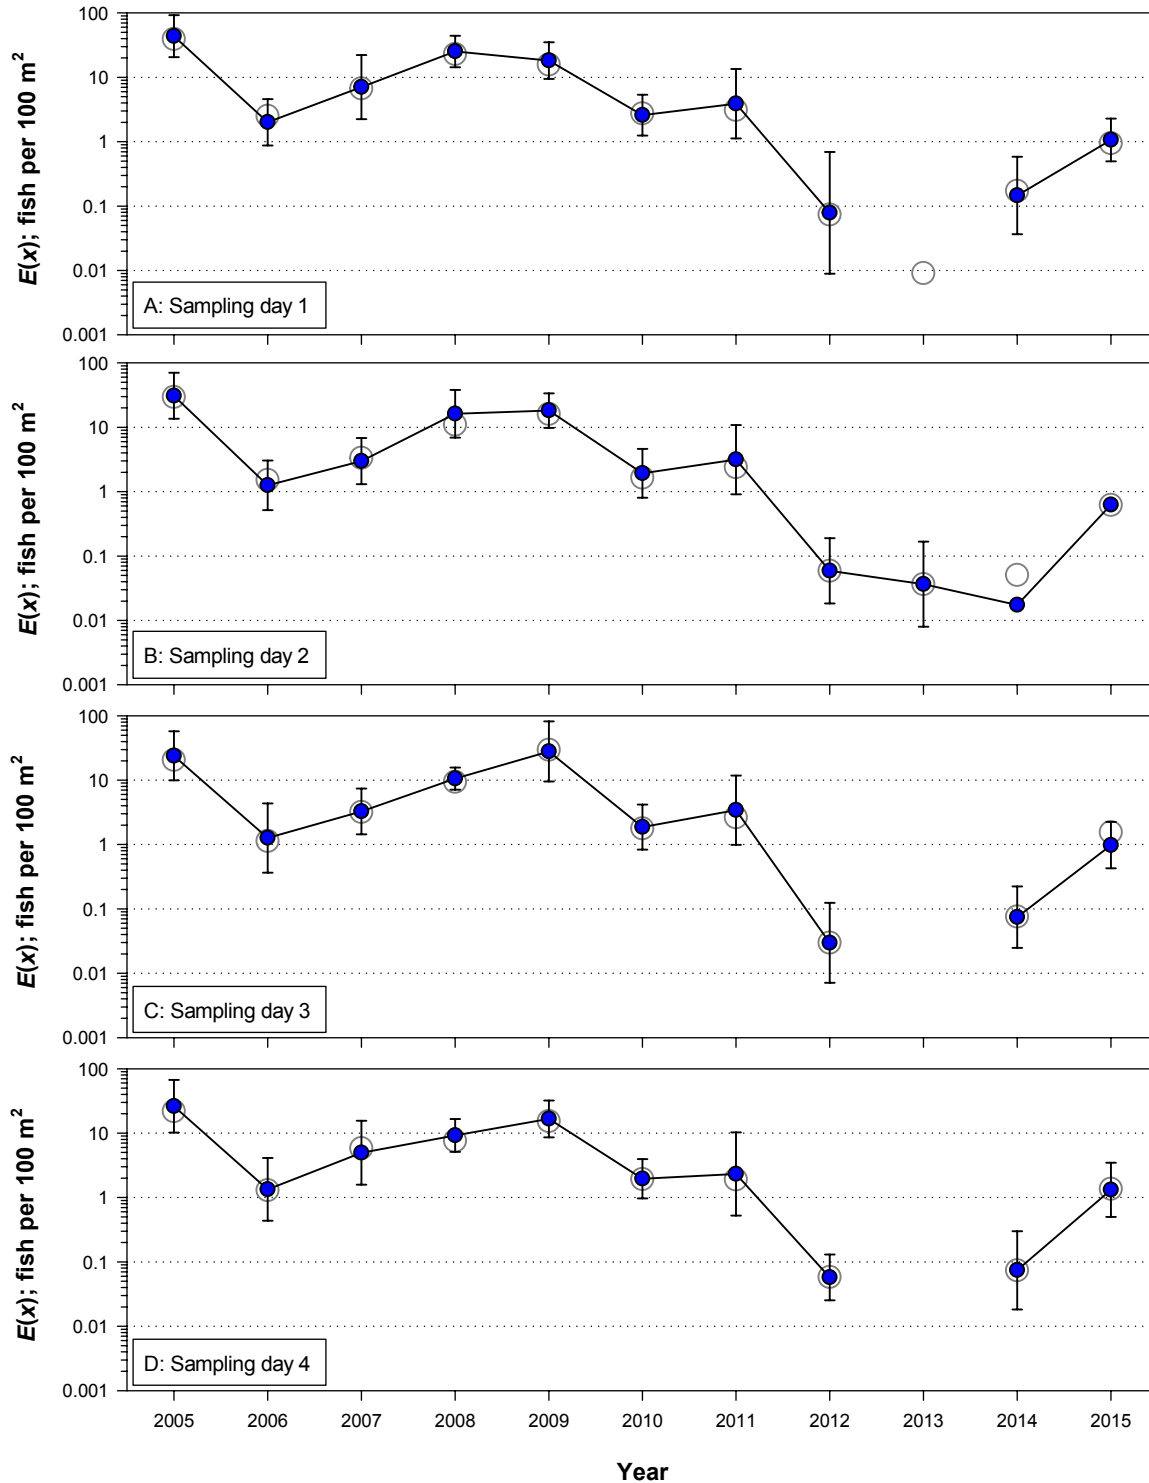 100
10
1
0.1
0.01
0.001
E(x); fish per 100 m²
A: Sampling day 1
100
10
1
0.1
0.01
0.001
E(x); fish per 100 m²
B: Sampling day 2
100
10
1
0.1
0.01
0.001
E(x); fish per 100 m²
C: Sampling day 3
100
10
1
0.1
0.01
0.001
E(x); fish per 100 m²
D: Sampling day 4
2005 2006 2007 2008 2009 2010 2011 2012 2013 2014 2015
Year